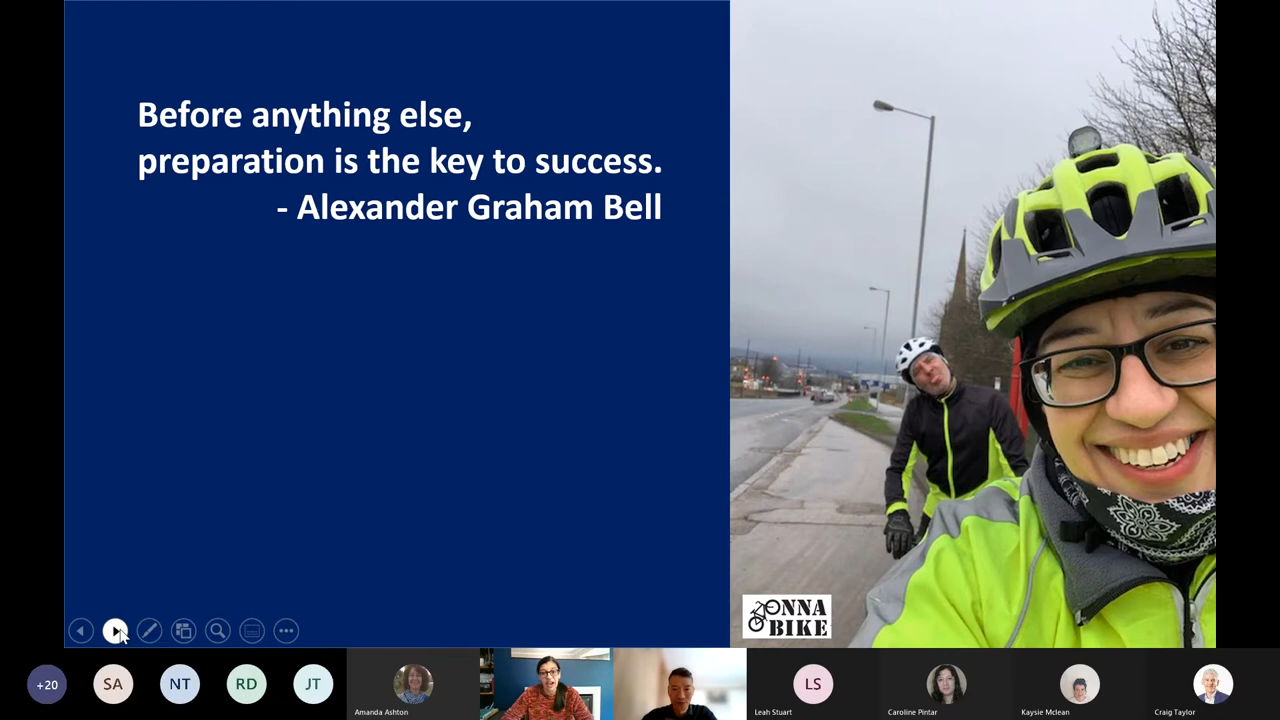 Before anything else,
preparation is the key to success.
- Alexander Graham Bell
ONNA
BIKE
+20
SA
NT
RD
JT
Amanda Ashton
LS
Leah Stuart
Caroline Pintar
Kaysie Mclean
Craig Taylor